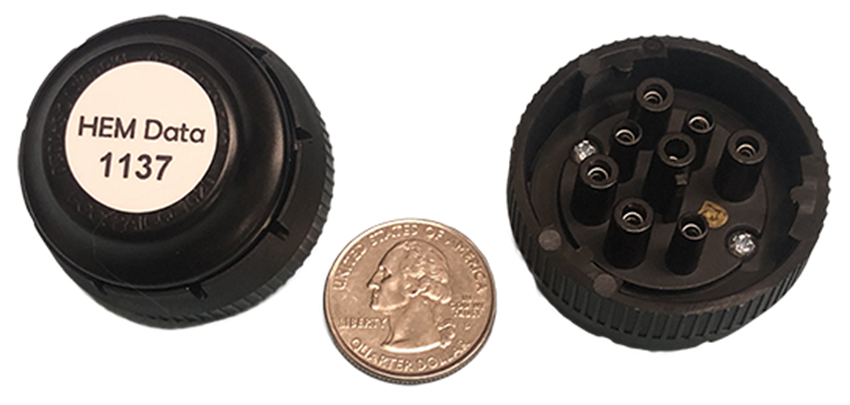 HEM Data
1137
UNITED STATES OF AMERICA
LIBERTY
QUARTER DOLLAR